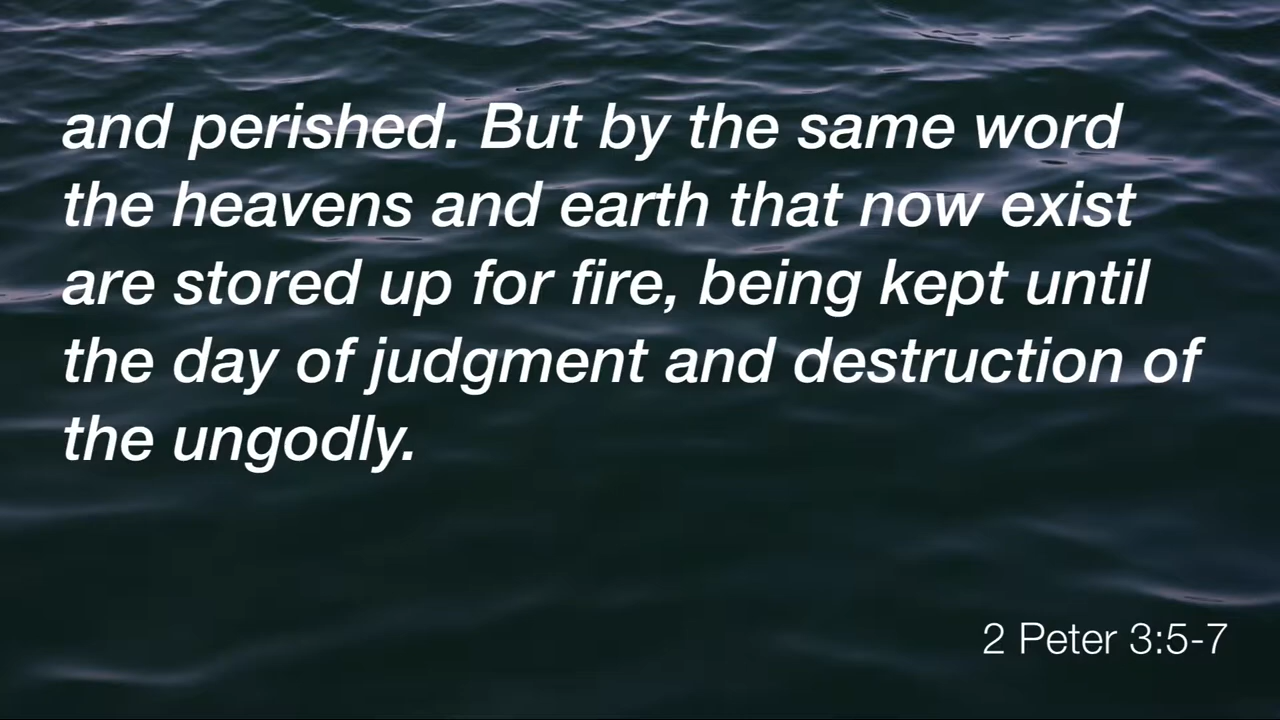 and perished. But by the same word
the heavens and earth that now exist
are stored up for fire, being kept until
the day of judgment and destruction of
the ungodly.
2 Peter 3:5-7